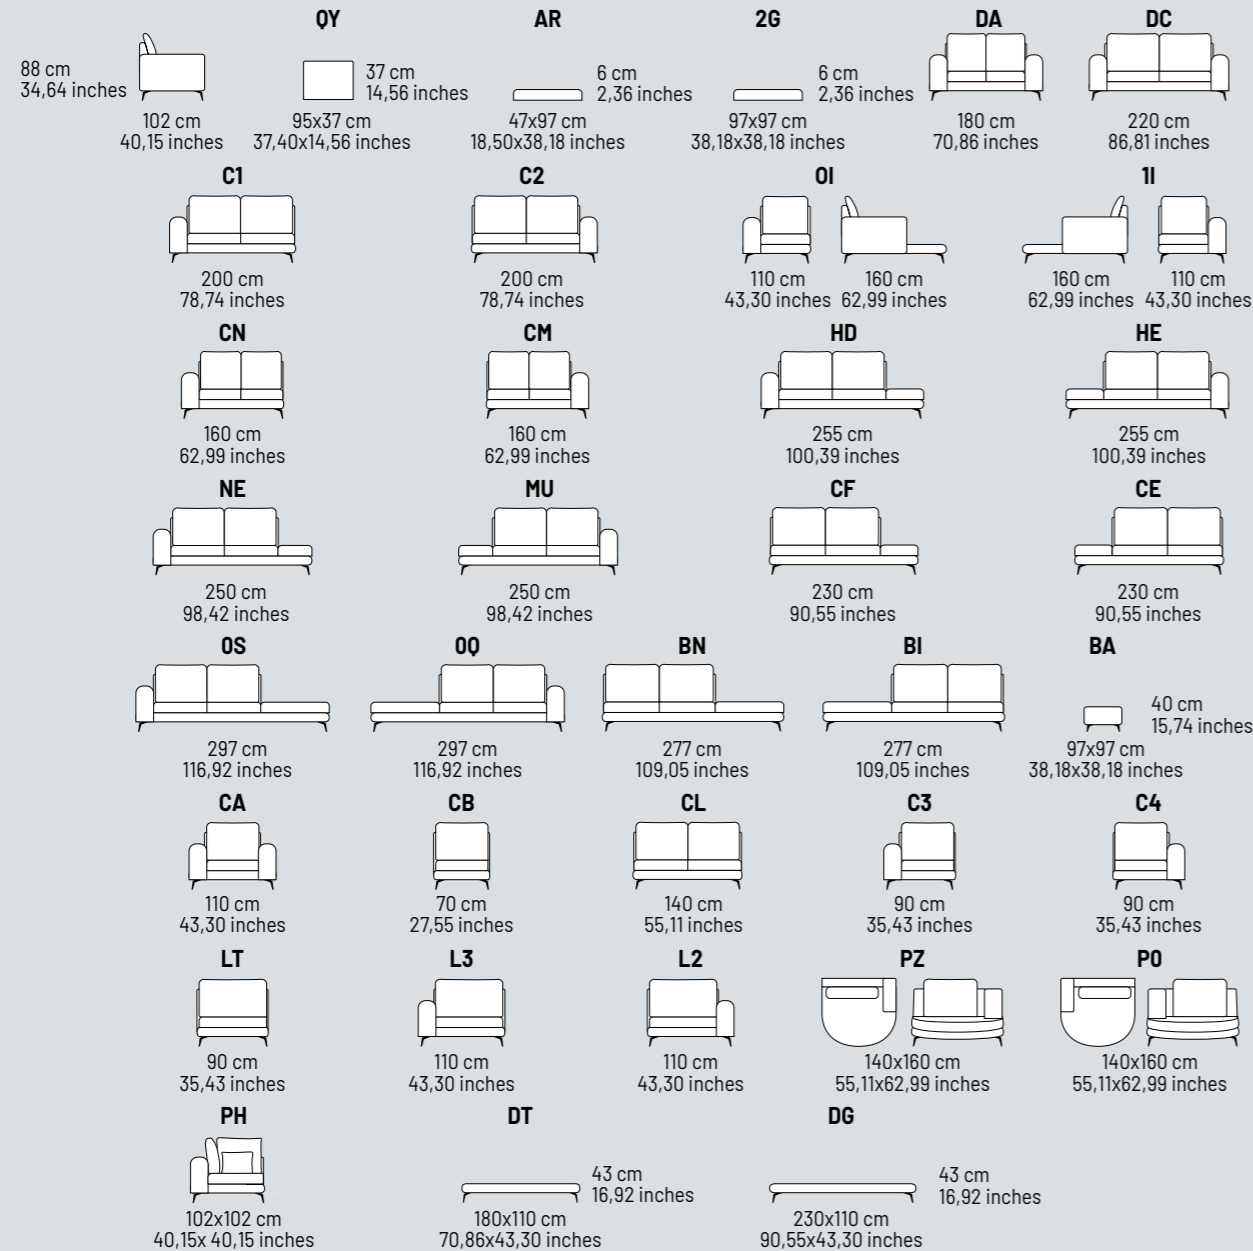 QY AR 2G DA DC
88 cm
34,64 inches
102 cm
40,15 inches
37 cm
14,56 inches
95x37 cm
37,40x14,56 inches
6 cm
2,36 inches
47x97 cm
18,50x38,18 inches
6 cm
2,36 inches
97x97 cm
38,18x38,18 inches
180 cm
70,86 inches
220 cm
86,81 inches
C1 C2 0I 1I
200 cm
78,74 inches
200 cm
78,74 inches
110 cm
43,30 inches
160 cm
62,99 inches
160 cm
62,99 inches
110 cm
43,30 inches
CN CM HD HE
160 cm
62,99 inches
160 cm
62,99 inches
255 cm
100,39 inches
255 cm
100,39 inches
NE MU CF CE
250 cm
98,42 inches
250 cm
98,42 inches
230 cm
90,55 inches
230 cm
90,55 inches
OS OQ BN BI BA
297 cm
116,92 inches
297 cm
116,92 inches
277 cm
109,05 inches
277 cm
109,05 inches
40 cm
15,74 inches
97x97 cm
38,18x38,18 inches
CA CB CL C3 C4
110 cm
43,30 inches
70 cm
27,55 inches
140 cm
55,11 inches
90 cm
35,43 inches
90 cm
35,43 inches
LT L3 L2 PZ PO
90 cm
35,43 inches
110 cm
43,30 inches
110 cm
43,30 inches
140x160 cm
55,11x62,99 inches
140x160 cm
55,11x62,99 inches
PH DT DG
102x102 cm
40,15x 40,15 inches
43 cm
16,92 inches
180x110 cm
70,86x43,30 inches
43 cm
16,92 inches
230x110 cm
90,55x43,30 inches